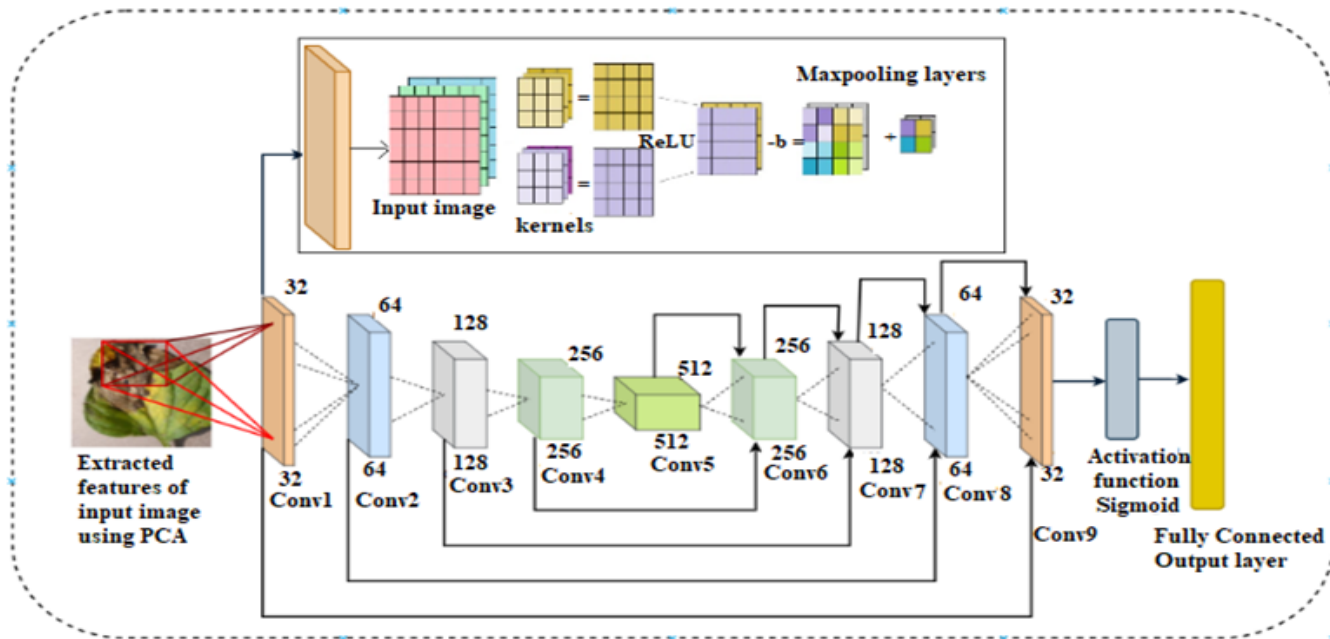 Maxpooling layers
=
ReLU
-b =
+
=
Input image
kernels
32
64
128
256
512
256
128
64
32
512
256
256
128
128
64
64
32
32
Conv1
Conv2
Conv3
Conv4
Conv5
Conv6
Conv7
Conv8
Conv9
Extracted
features of
input image
using PCA
Activation
function
Sigmoid
Fully Connected
Output layer